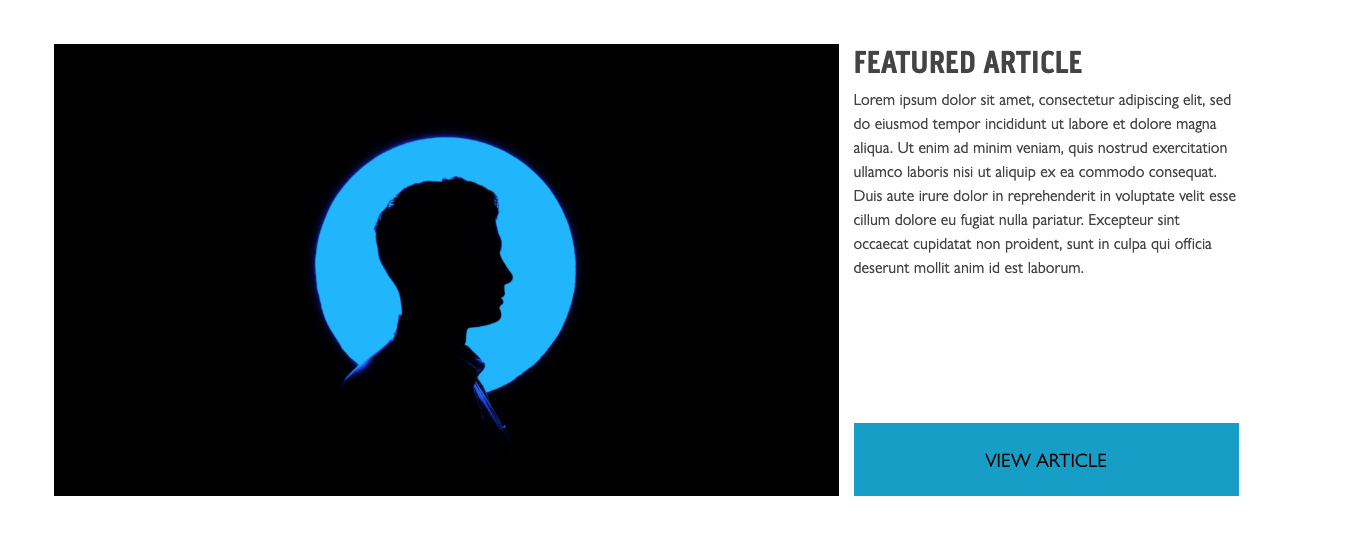 FEATURED ARTICLE
Lorem ipsum dolor sit amet, consectetur adipiscing elit, sed
do eiusmod tempor incididunt ut labore et dolore magna
aliqua. Ut enim ad minim veniam, quis nostrud exercitation
ullamco laboris nisi ut aliquip ex ea commodo consequat.
Duis aute irure dolor in reprehenderit in voluptate velit esse
cillum dolore eu fugiat nulla pariatur. Excepteur sint
occaecat cupidatat non proident, sunt in culpa qui officia
deserunt mollit anim id est laborum.
VIEW ARTICLE